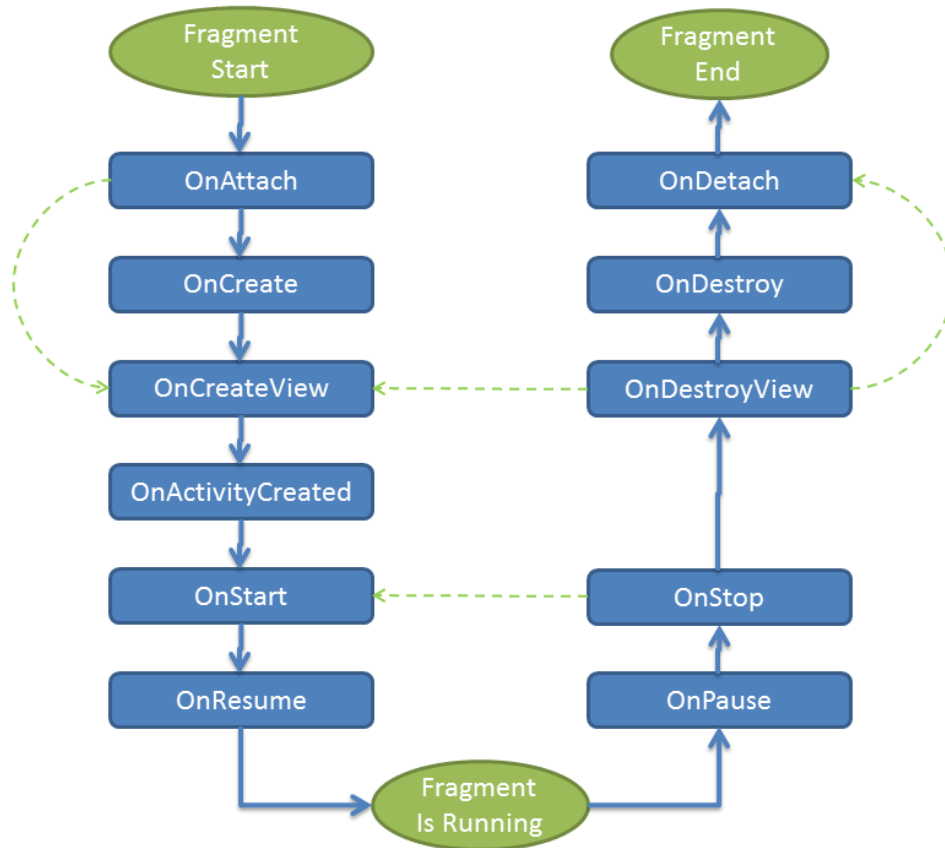 Fragment
Start
OnAttach
OnCreate
OnCreateView
OnActivityCreated
OnStart
OnResume
Fragment
Is Running
OnPause
OnStop
OnDestroyView
OnDestroy
OnDetach
Fragment
End